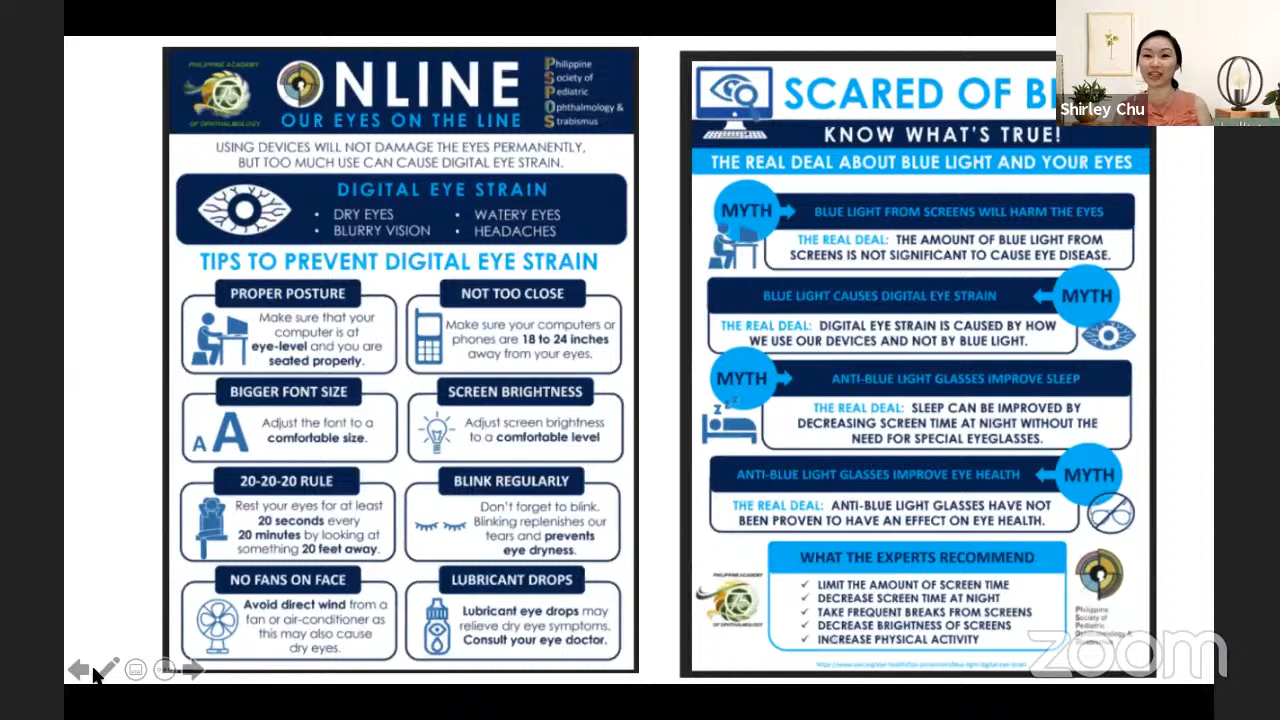 PHILIPPINE ACADEMY
75
OF OPHTHALMOLOGY
ONLINE
OUR EYES ON THE LINE
Philippine
Society of
Pediatric
Ophthalmology &
Strabismus
USING DEVICES WILL NOT DAMAGE THE EYES PERMANENTLY,
BUT TOO MUCH USE CAN CAUSE DIGITAL EYE STRAIN.
DIGITAL EYE STRAIN
• DRY EYES
• BLURRY VISION
• WATERY EYES
• HEADACHES
TIPS TO PREVENT DIGITAL EYE STRAIN
PROPER POSTURE
Make sure that your
computer is at
eye-level and you are
seated properly.
NOT TOO CLOSE
Make sure your computers or
phones are 18 to 24 inches
away from your eyes.
BIGGER FONT SIZE
A A
Adjust the font to a
comfortable size.
SCREEN BRIGHTNESS
Adjust screen brightness
to a comfortable level
20-20-20 RULE
Rest your eyes for at least
20 seconds every
20 minutes by looking at
something 20 feet away.
BLINK REGULARLY
Don't forget to blink.
Blinking replenishes our
tears and prevents
eye dryness.
NO FANS ON FACE
Avoid direct wind from a
fan or air-conditioner as
this may also cause
dry eyes.
LUBRICANT DROPS
Lubricant eye drops may
relieve dry eye symptoms.
Consult your eye doctor.
SCARED OF B
KNOW WHAT'S TRUE!
THE REAL DEAL ABOUT BLUE LIGHT AND YOUR EYES
MYTH
BLUE LIGHT FROM SCREENS WILL HARM THE EYES
THE REAL DEAL: THE AMOUNT OF BLUE LIGHT FROM
SCREENS IS NOT SIGNIFICANT TO CAUSE EYE DISEASE.
BLUE LIGHT CAUSES DIGITAL EYE STRAIN
MYTH
THE REAL DEAL: DIGITAL EYE STRAIN IS CAUSED BY HOW
WE USE OUR DEVICES AND NOT BY BLUE LIGHT.
MYTH
ANTI-BLUE LIGHT GLASSES IMPROVE SLEEP
Z Z Z
THE REAL DEAL: SLEEP CAN BE IMPROVED BY
DECREASING SCREEN TIME AT NIGHT WITHOUT THE
NEED FOR SPECIAL EYEGLASSES.
ANTI-BLUE LIGHT GLASSES IMPROVE EYE HEALTH
MYTH
THE REAL DEAL: ANTI-BLUE LIGHT GLASSES HAVE NOT
BEEN PROVEN TO HAVE AN EFFECT ON EYE HEALTH.
WHAT THE EXPERTS RECOMMEND
✓ LIMIT THE AMOUNT OF SCREEN TIME
✓ DECREASE SCREEN TIME AT NIGHT
✓ TAKE FREQUENT BREAKS FROM SCREENS
✓ DECREASE BRIGHTNESS OF SCREENS
✓ INCREASE PHYSICAL ACTIVITY
PHILIPPINE ACADEMY
75
OF OPHTHALMOLOGY
Philippine
Society of
Pediatric
Ophthalmology &
Strabismus
Shirley Chu
zoom